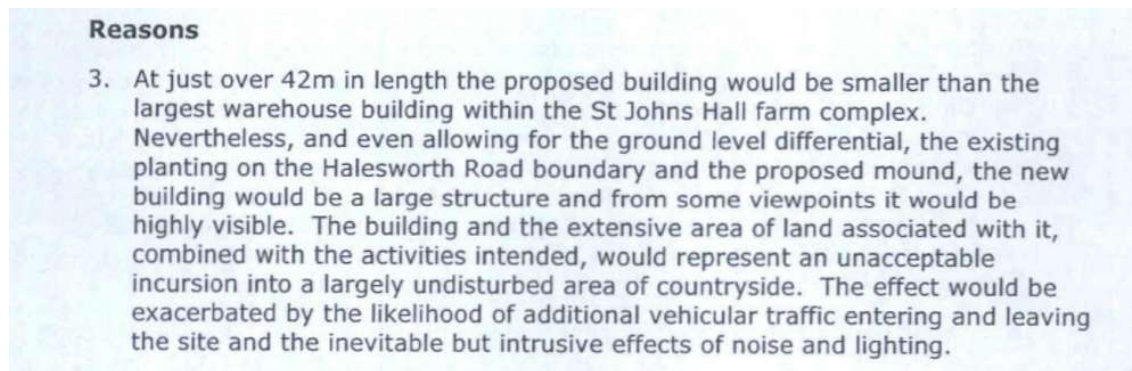 Reasons
3. At just over 42m in length the proposed building would be smaller than the
largest warehouse building within the St Johns Hall farm complex.
Nevertheless, and even allowing for the ground level differential, the existing
planting on the Halesworth Road boundary and the proposed mound, the new
building would be a large structure and from some viewpoints it would be
highly visible. The building and the extensive area of land associated with it,
combined with the activities intended, would represent an unacceptable
incursion into a largely undisturbed area of countryside. The effect would be
exacerbated by the likelihood of additional vehicular traffic entering and leaving
the site and the inevitable but intrusive effects of noise and lighting.